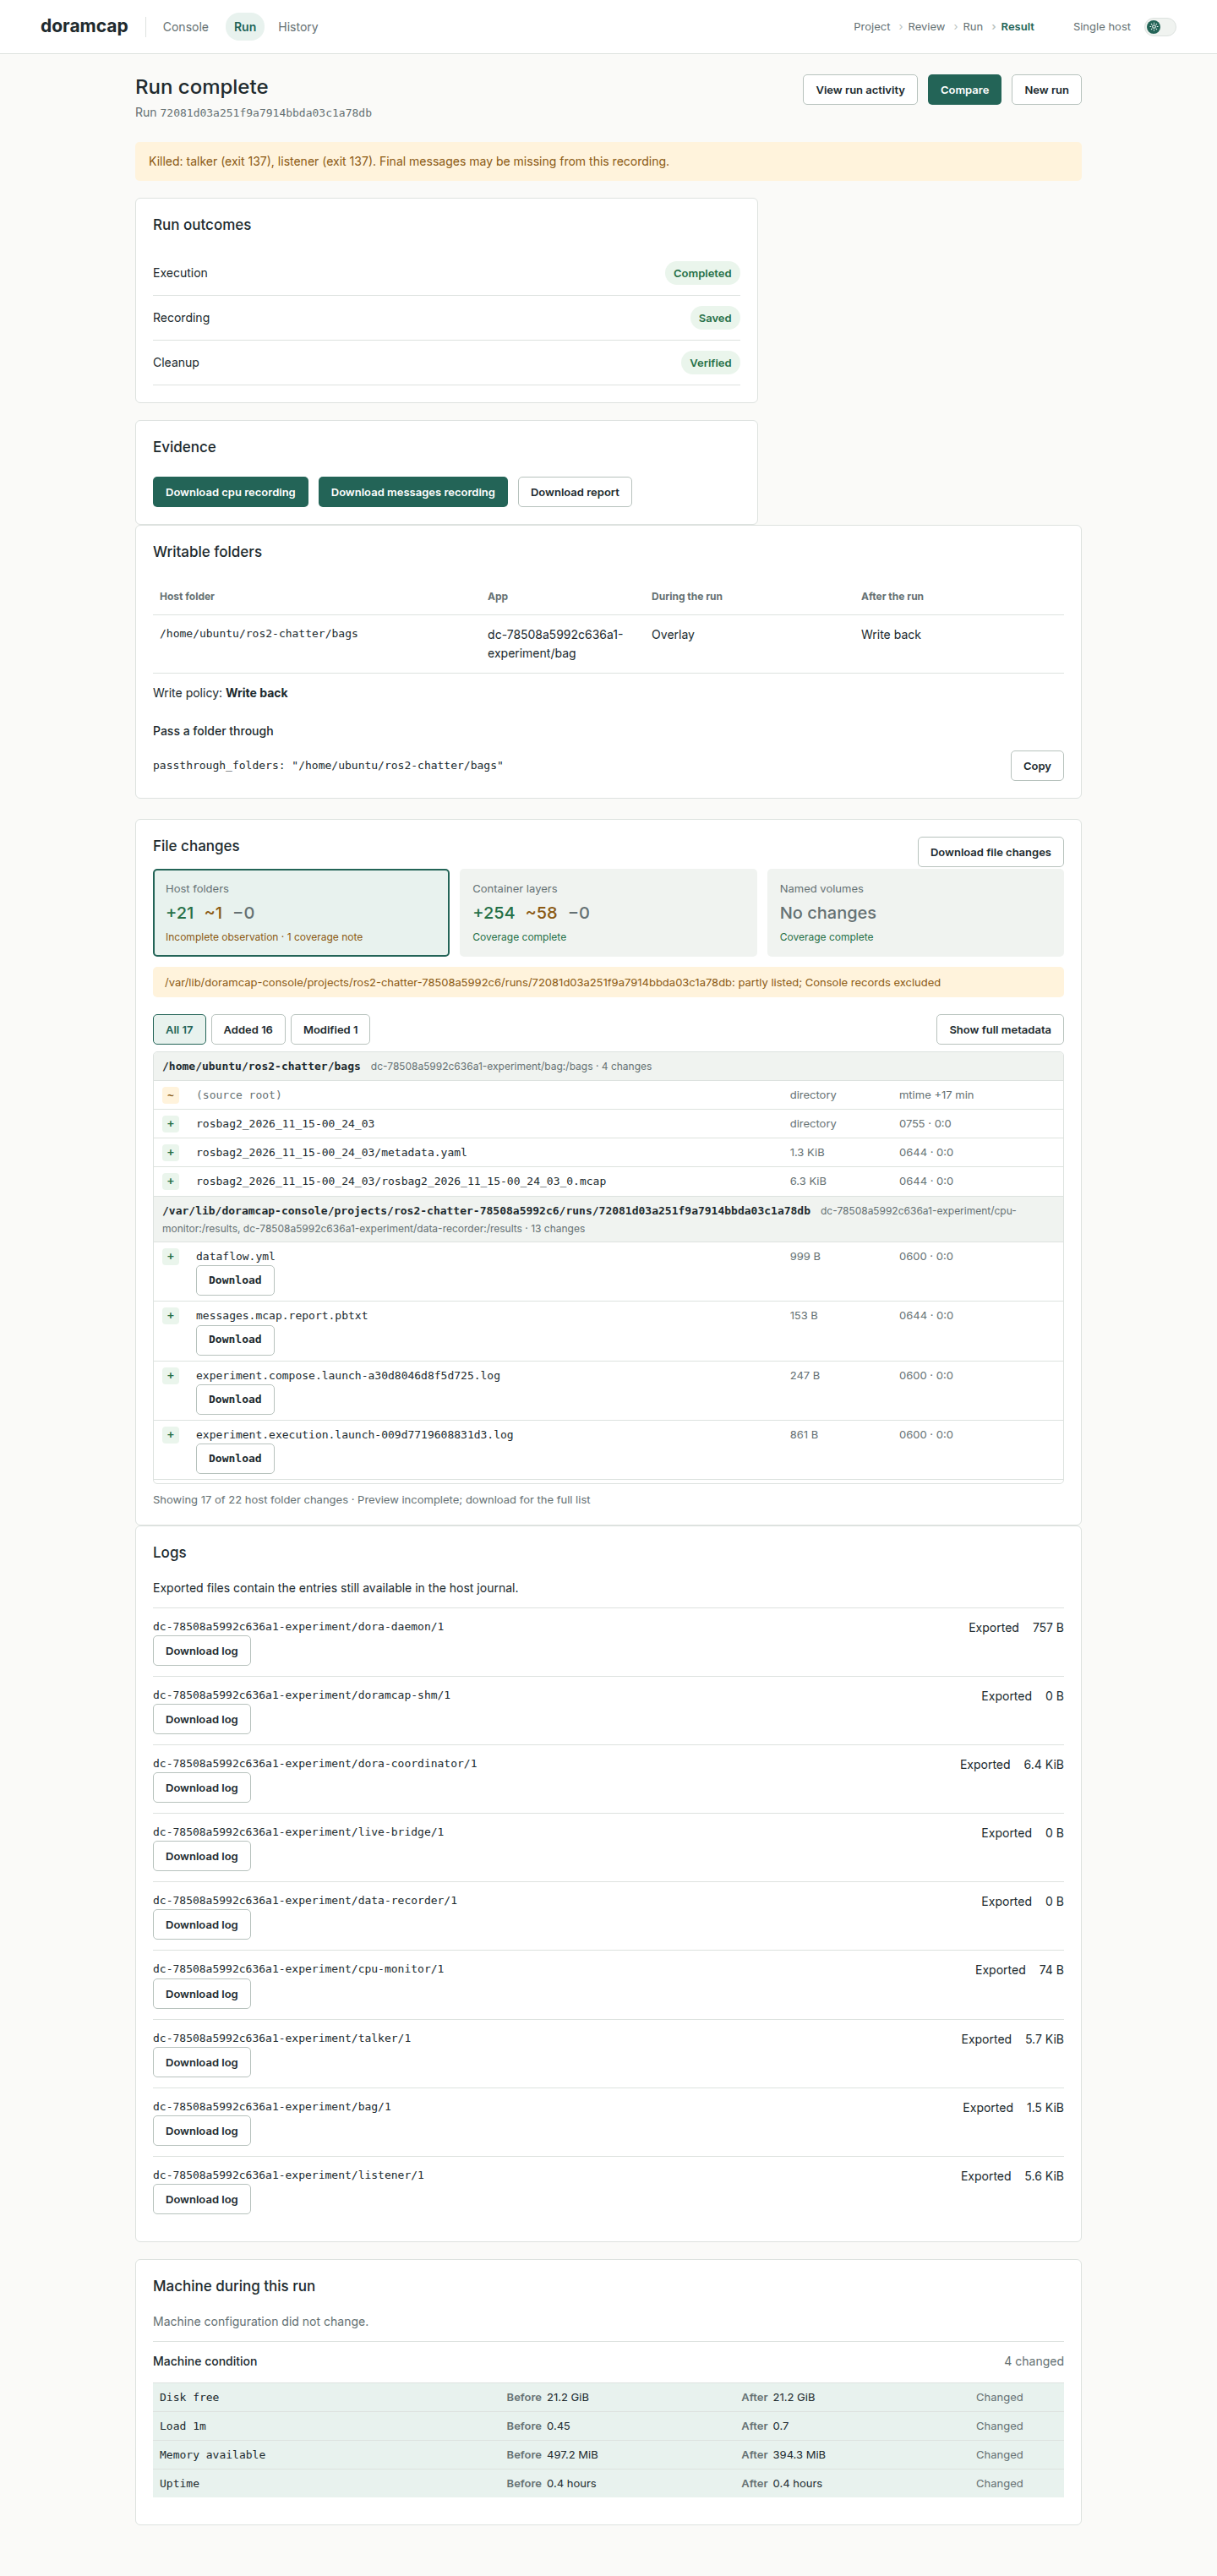 doramcap Console Run History Project › Review › Run › Result Single host
Run complete View run activity Compare New run
Run 72081d03a251f9a7914bbda03c1a78db
Killed: talker (exit 137), listener (exit 137). Final messages may be missing from this recording.
Run outcomes
Execution Completed
Recording Saved
Cleanup Verified
Evidence
Download cpu recording Download messages recording Download report
Writable folders
Host folder App During the run After the run
/home/ubuntu/ros2-chatter/bags dc-78508a5992c636a1- Overlay Write back
experiment/bag
Write policy: Write back
Pass a folder through
passthrough_folders: "/home/ubuntu/ros2-chatter/bags" Copy
File changes Download file changes
Host folders Container layers Named volumes
+21 ~1 −0 +254 ~58 −0 No changes
Incomplete observation · 1 coverage note Coverage complete Coverage complete
/var/lib/doramcap-console/projects/ros2-chatter-78508a5992c6/runs/72081d03a251f9a7914bbda03c1a78db: partly listed; Console records excluded
All 17 Added 16 Modified 1 Show full metadata
/home/ubuntu/ros2-chatter/bags dc-78508a5992c636a1-experiment/bag:/bags · 4 changes
~ (source root) directory mtime +17 min
+ rosbag2_2026_11_15-00_24_03 directory 0755 · 0:0
+ rosbag2_2026_11_15-00_24_03/metadata.yaml 1.3 KiB 0644 · 0:0
+ rosbag2_2026_11_15-00_24_03/rosbag2_2026_11_15-00_24_03_0.mcap 6.3 KiB 0644 · 0:0
/var/lib/doramcap-console/projects/ros2-chatter-78508a5992c6/runs/72081d03a251f9a7914bbda03c1a78db dc-78508a5992c636a1-experiment/cpu-
monitor:/results, dc-78508a5992c636a1-experiment/data-recorder:/results · 13 changes
+ dataflow.yml 999 B 0600 · 0:0
Download
+ messages.mcap.report.pbtxt 153 B 0644 · 0:0
Download
+ experiment.compose.launch-a30d8046d8f5d725.log 247 B 0600 · 0:0
Download
+ experiment.execution.launch-009d7719608831d3.log 861 B 0600 · 0:0
Download
Showing 17 of 22 host folder changes · Preview incomplete; download for the full list
Logs
Exported files contain the entries still available in the host journal.
dc-78508a5992c636a1-experiment/dora-daemon/1 Exported 757 B
Download log
dc-78508a5992c636a1-experiment/doramcap-shm/1 Exported 0 B
Download log
dc-78508a5992c636a1-experiment/dora-coordinator/1 Exported 6.4 KiB
Download log
dc-78508a5992c636a1-experiment/live-bridge/1 Exported 0 B
Download log
dc-78508a5992c636a1-experiment/data-recorder/1 Exported 0 B
Download log
dc-78508a5992c636a1-experiment/cpu-monitor/1 Exported 74 B
Download log
dc-78508a5992c636a1-experiment/talker/1 Exported 5.7 KiB
Download log
dc-78508a5992c636a1-experiment/bag/1 Exported 1.5 KiB
Download log
dc-78508a5992c636a1-experiment/listener/1 Exported 5.6 KiB
Download log
Machine during this run
Machine configuration did not change.
Machine condition 4 changed
Disk free Before 21.2 GiB After 21.2 GiB Changed
Load 1m Before 0.45 After 0.7 Changed
Memory available Before 497.2 MiB After 394.3 MiB Changed
Uptime Before 0.4 hours After 0.4 hours Changed